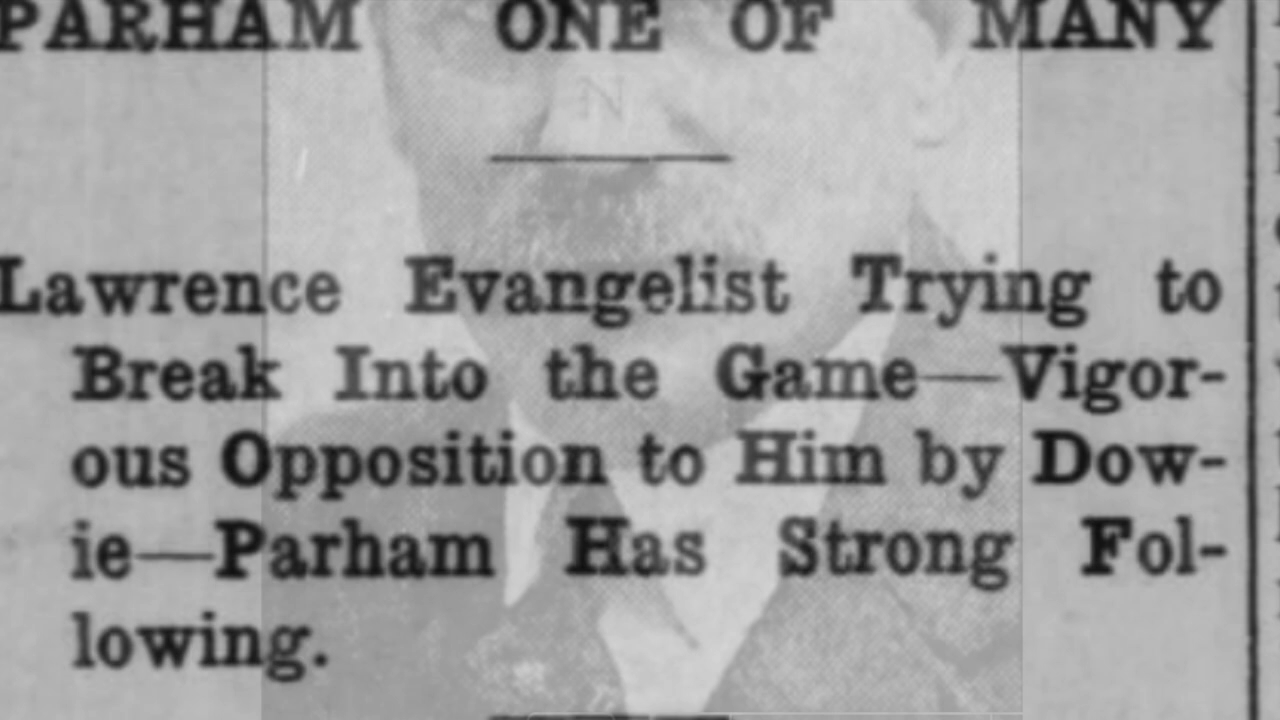 PARHAM ONE OF MANY
Lawrence Evangelist Trying to
Break Into the Game—Vigor-
ous Opposition to Him by Dow-
ie—Parham Has Strong Fol-
lowing.